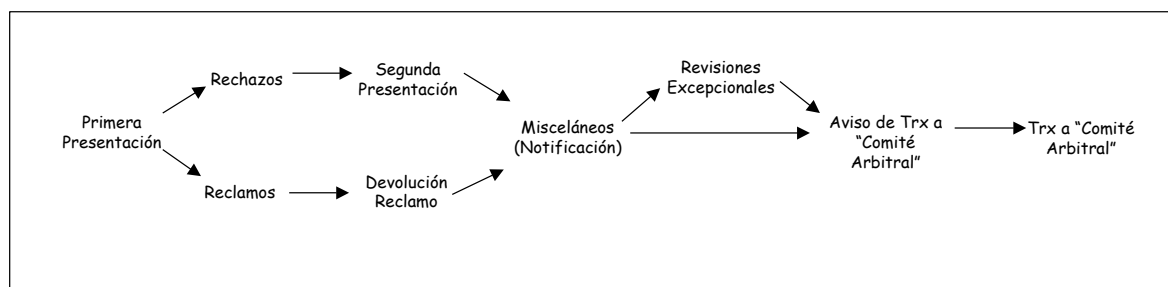 Primera
Presentación
Rechazos
Segunda
Presentación
Reclamos
Devolución
Reclamo
Misceláneos
(Notificación)
Revisiones
Excepcionales
Aviso de Trx a
“Comité
Arbitral”
Trx a “Comité
Arbitral”